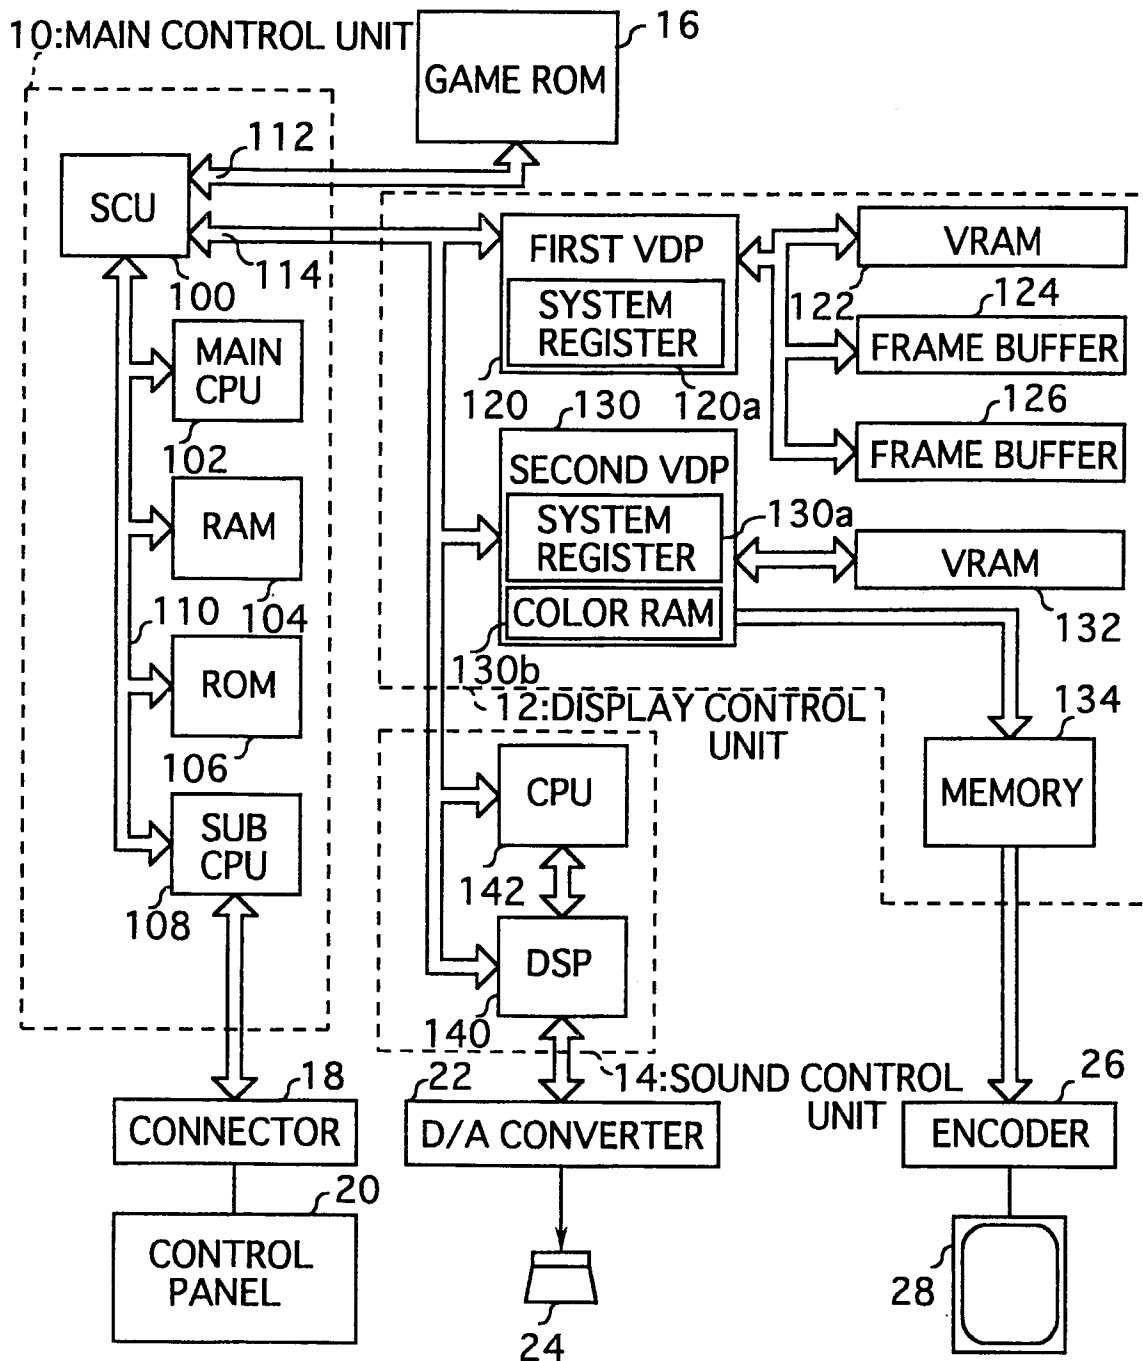 10:MAIN CONTROL UNIT
16
GAME ROM
112
SCU
114
100
FIRST VDP
SYSTEM
REGISTER
120
120a
VRAM
122
124
FRAME BUFFER
126
FRAME BUFFER
MAIN
CPU
102
130
SECOND VDP
SYSTEM
REGISTER
130a
COLOR RAM
130b
VRAM
132
RAM
104
110
ROM
106
12:DISPLAY CONTROL
UNIT
134
MEMORY
SUB
CPU
108
CPU
142
DSP
140
14:SOUND CONTROL
UNIT
18
CONNECTOR
22
D/A CONVERTER
26
ENCODER
20
CONTROL
PANEL
24
28